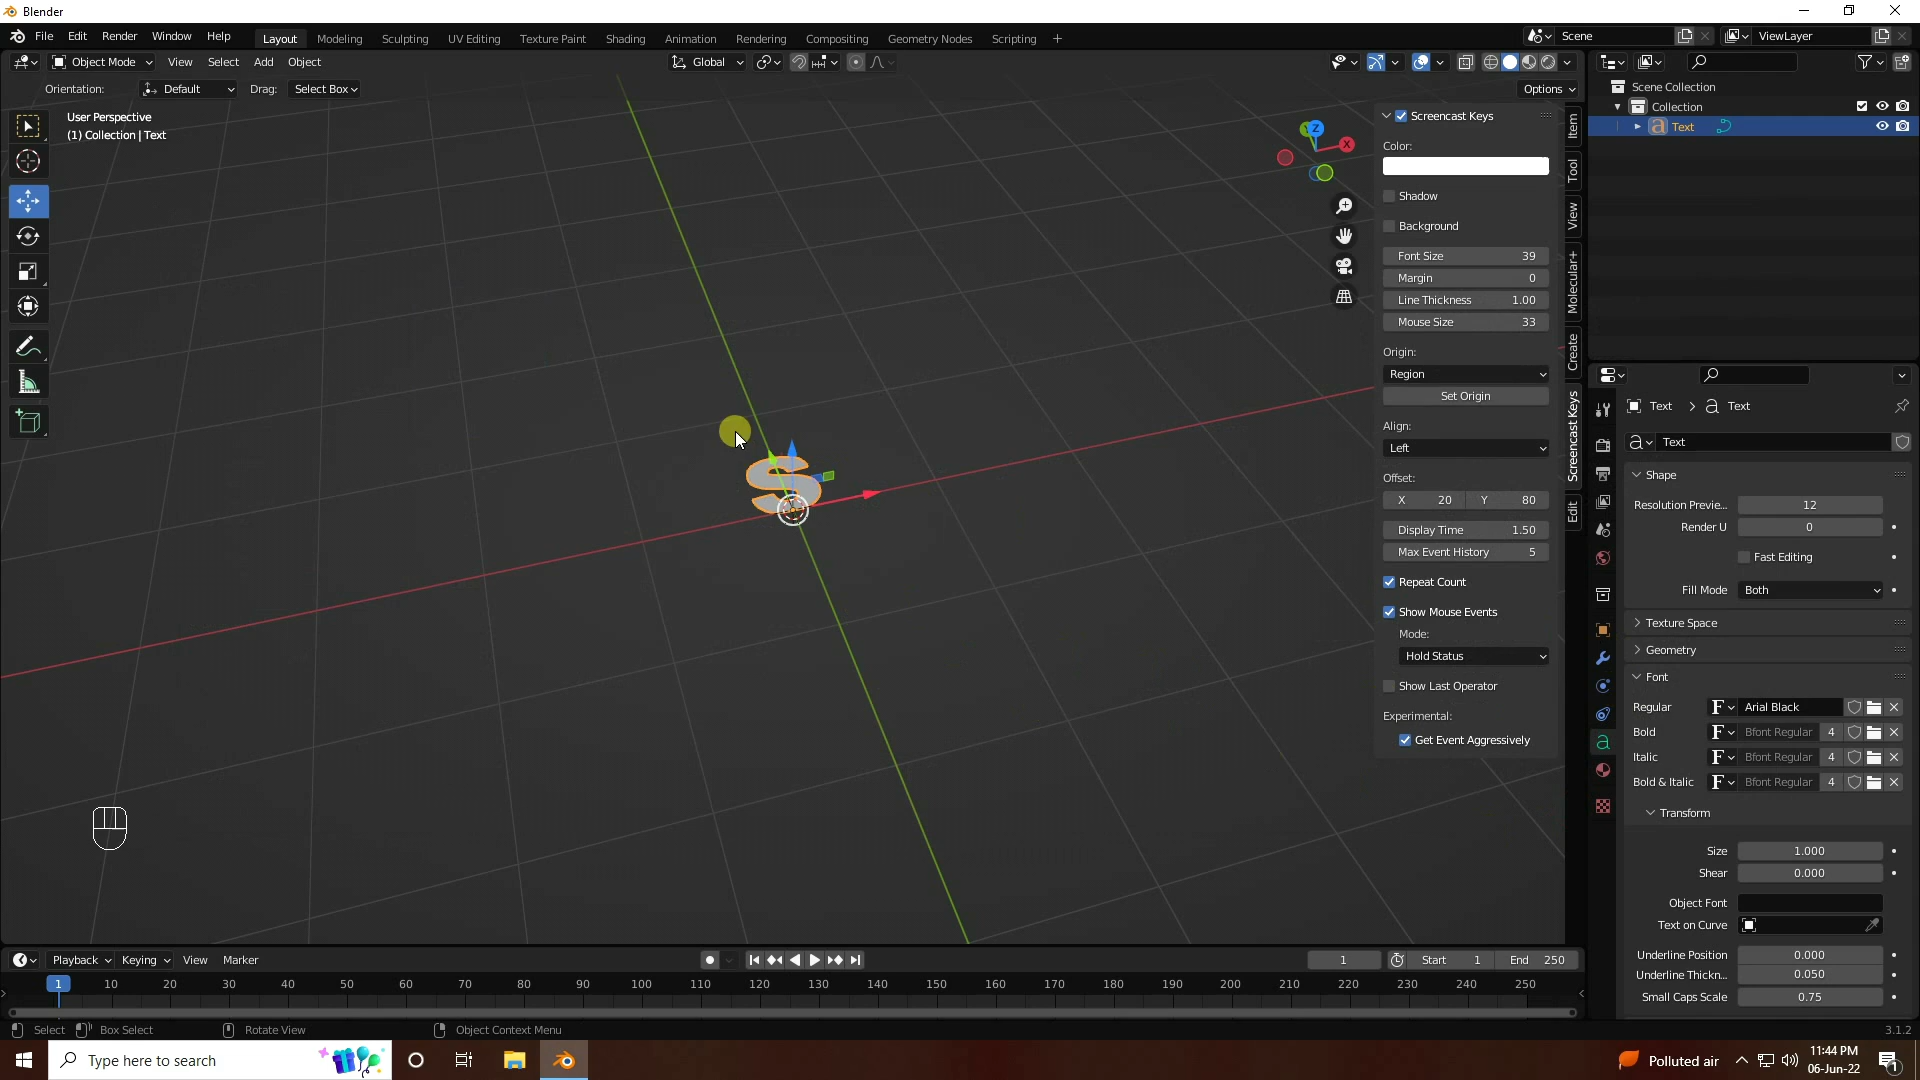 Blender
File Edit Render Window Help
Layout Modeling Sculpting UV Editing Texture Paint Shading Animation Rendering Compositing Geometry Nodes Scripting +
Scene
ViewLayer
Object Mode View Select Add Object
Global
Orientation: Default Drag: Select Box
Options
User Perspective
(1) Collection | Text
S
Z
X
Screencast Keys
Color:
Shadow
Background
Font Size 39
Margin 0
Line Thickness 1.00
Mouse Size 33
Origin:
Region
Set Origin
Align:
Left
Offset:
X 20 Y 80
Display Time 1.50
Max Event History 5
Repeat Count
Show Mouse Events
Mode:
Hold Status
Show Last Operator
Experimental:
Get Event Aggressively
Item
Tool
View
Molecular+
Create
Screencast Keys
Edit
Scene Collection
Collection
Text
Text > Text
Text
Shape
Resolution Previe... 12
Render U 0
Fast Editing
Fill Mode Both
Texture Space
Geometry
Font
Regular F Arial Black
Bold F Bfont Regular 4
Italic F Bfont Regular 4
Bold & Italic F Bfont Regular 4
Transform
Size 1.000
Shear 0.000
Object Font
Text on Curve
Underline Position 0.000
Underline Thickn... 0.050
Small Caps Scale 0.75
Playback Keying View Marker
1 Start 1 End 250
1 10 20 30 40 50 60 70 80 90 100 110 120 130 140 150 160 170 180 190 200 210 220 230 240 250
Select Box Select Rotate View Object Context Menu
3.1.2
Type here to search
Polluted air
11:44 PM
06-Jun-22
1